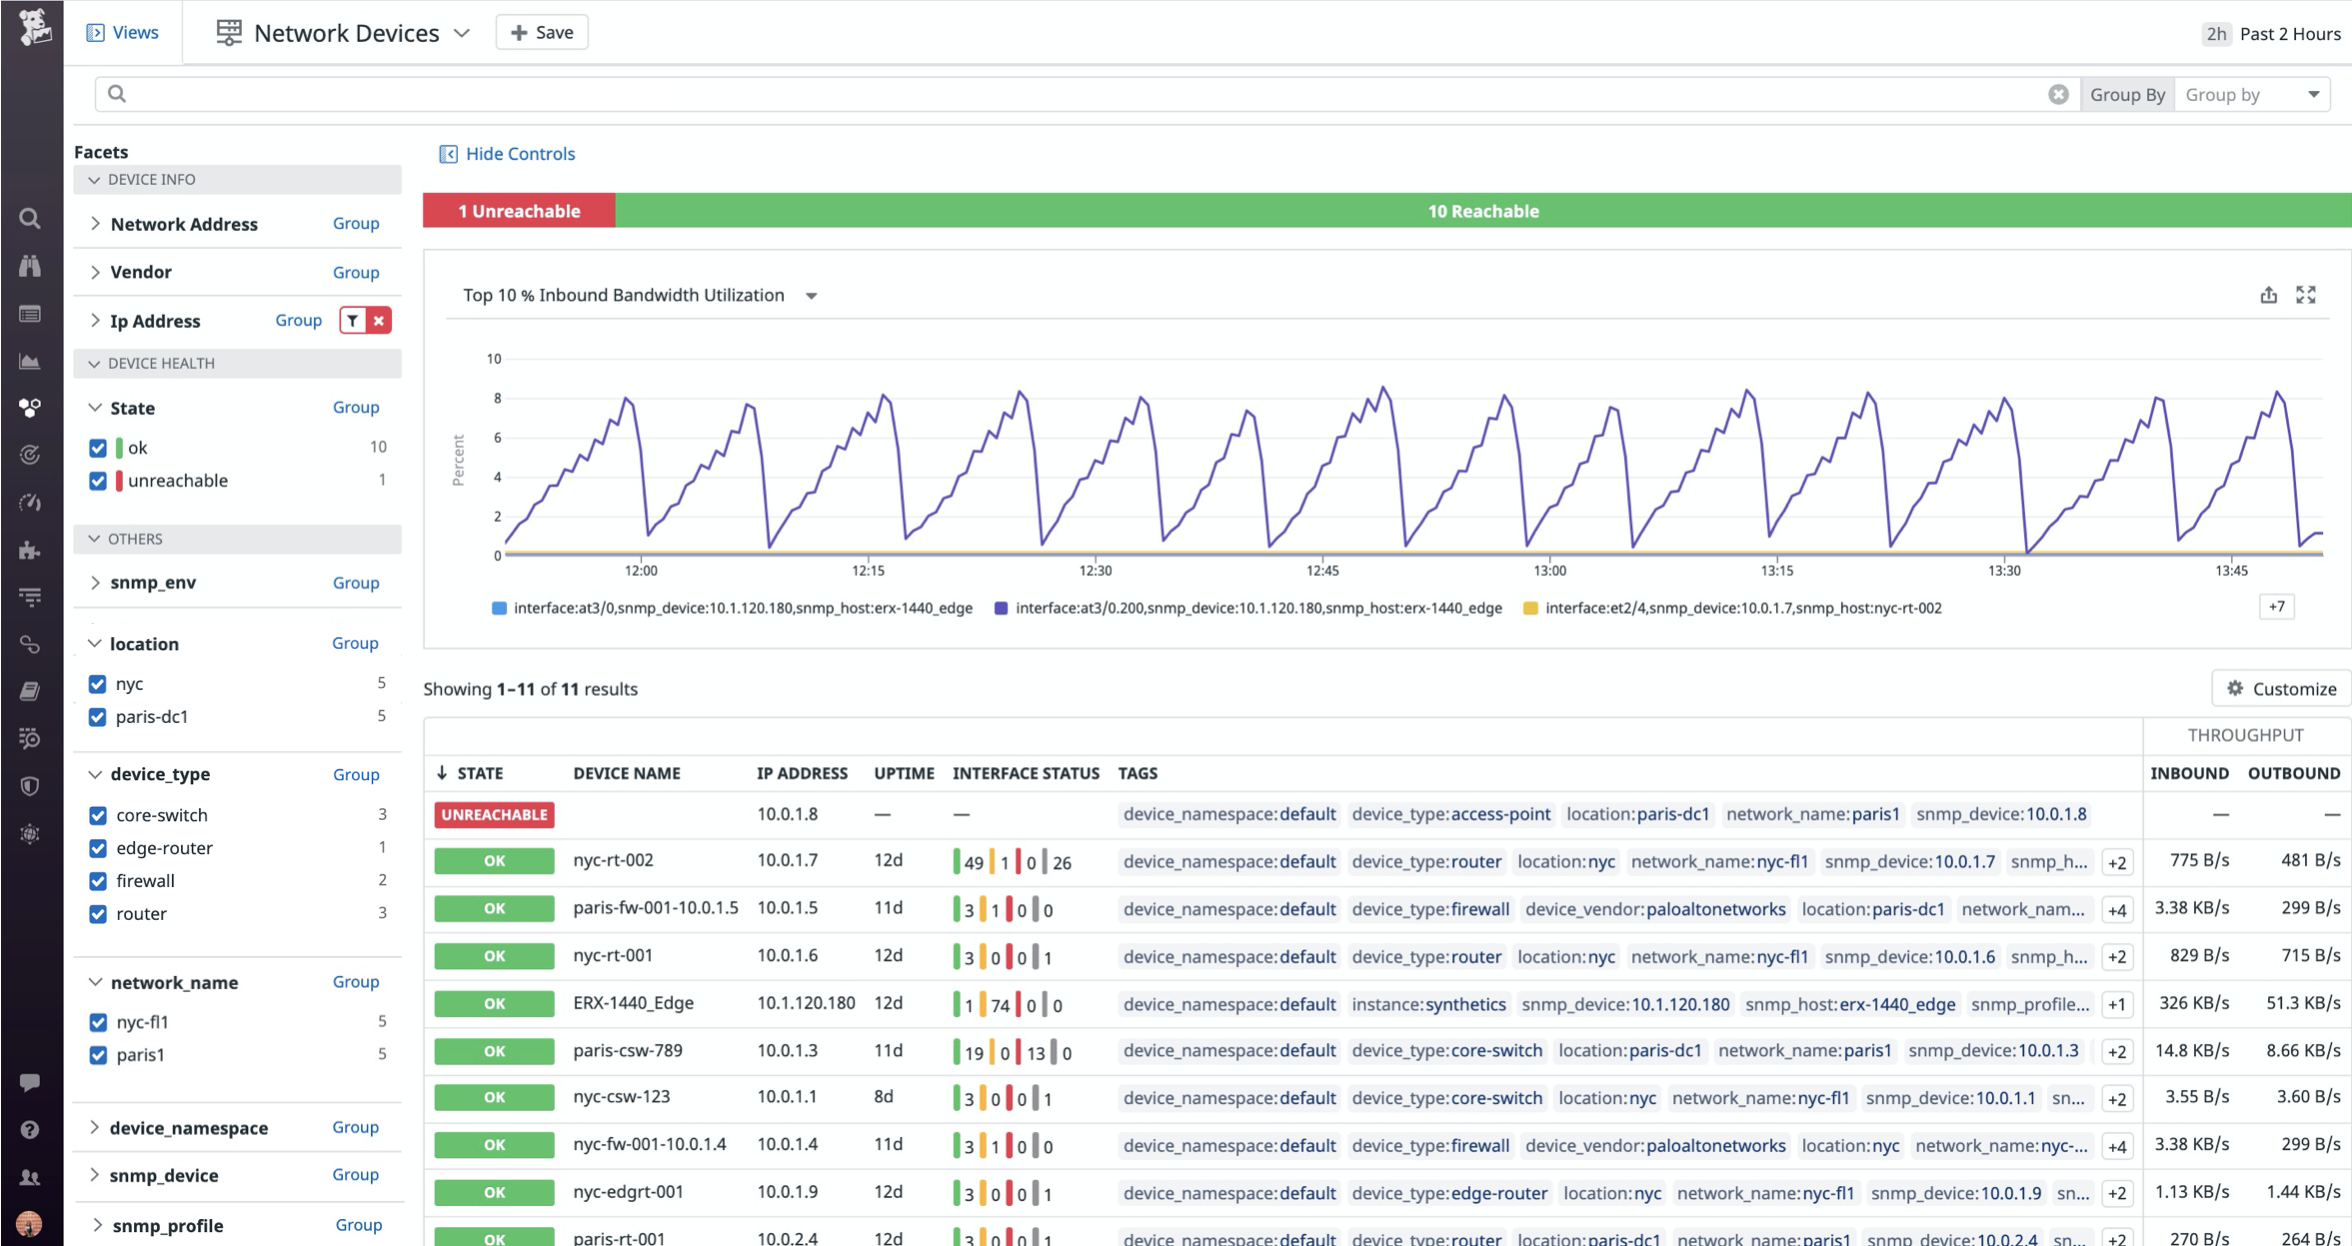 Views
Network Devices
Save
2h Past 2 Hours
Group By Group by
Facets
Hide Controls
DEVICE INFO
Network Address Group
Vendor Group
Ip Address Group
DEVICE HEALTH
State Group
ok 10
unreachable 1
OTHERS
snmp_env Group
location Group
nyc 5
paris-dc1 5
device_type Group
core-switch 3
edge-router 1
firewall 2
router 3
network_name Group
nyc-fl1 5
paris1 5
device_namespace Group
snmp_device Group
snmp_profile Group
1 Unreachable 10 Reachable
Top 10 % Inbound Bandwidth Utilization
Percent
10
8
6
4
2
0
12:00 12:15 12:30 12:45 13:00 13:15 13:30 13:45
interface:at3/0,snmp_device:10.1.120.180,snmp_host:erx-1440_edge interface:at3/0.200,snmp_device:10.1.120.180,snmp_host:erx-1440_edge interface:et2/4,snmp_device:10.0.1.7,snmp_host:nyc-rt-002 +7
Showing 1–11 of 11 results
Customize
THROUGHPUT
STATE DEVICE NAME IP ADDRESS UPTIME INTERFACE STATUS TAGS INBOUND OUTBOUND
UNREACHABLE 10.0.1.8 — — device_namespace:default device_type:access-point location:paris-dc1 network_name:paris1 snmp_device:10.0.1.8 — —
OK nyc-rt-002 10.0.1.7 12d 49 1 0 26 device_namespace:default device_type:router location:nyc network_name:nyc-fl1 snmp_device:10.0.1.7 snmp_h... +2 775 B/s 481 B/s
OK paris-fw-001-10.0.1.5 10.0.1.5 11d 3 1 0 0 device_namespace:default device_type:firewall device_vendor:paloaltonetworks location:paris-dc1 network_nam... +4 3.38 KB/s 299 B/s
OK nyc-rt-001 10.0.1.6 12d 3 0 0 1 device_namespace:default device_type:router location:nyc network_name:nyc-fl1 snmp_device:10.0.1.6 snmp_h... +2 829 B/s 715 B/s
OK ERX-1440_Edge 10.1.120.180 12d 1 74 0 0 device_namespace:default instance:synthetics snmp_device:10.1.120.180 snmp_host:erx-1440_edge snmp_profile... +1 326 KB/s 51.3 KB/s
OK paris-csw-789 10.0.1.3 11d 19 0 13 0 device_namespace:default device_type:core-switch location:paris-dc1 network_name:paris1 snmp_device:10.0.1.3 +2 14.8 KB/s 8.66 KB/s
OK nyc-csw-123 10.0.1.1 8d 3 0 0 1 device_namespace:default device_type:core-switch location:nyc network_name:nyc-fl1 snmp_device:10.0.1.1 sn... +2 3.55 KB/s 3.60 KB/s
OK nyc-fw-001-10.0.1.4 10.0.1.4 11d 3 1 0 0 device_namespace:default device_type:firewall device_vendor:paloaltonetworks location:nyc network_name:nyc-... +4 3.38 KB/s 299 B/s
OK nyc-edgrt-001 10.0.1.9 12d 3 0 0 1 device_namespace:default device_type:edge-router location:nyc network_name:nyc-fl1 snmp_device:10.0.1.9 sn... +2 1.13 KB/s 1.44 KB/s
OK paris-rt-001 10.0.2.4 12d 3 0 0 1 device_namespace:default device_type:router location:paris-dc1 network_name:paris1 snmp_device:10.0.2.4 sn... +2 270 B/s 264 B/s